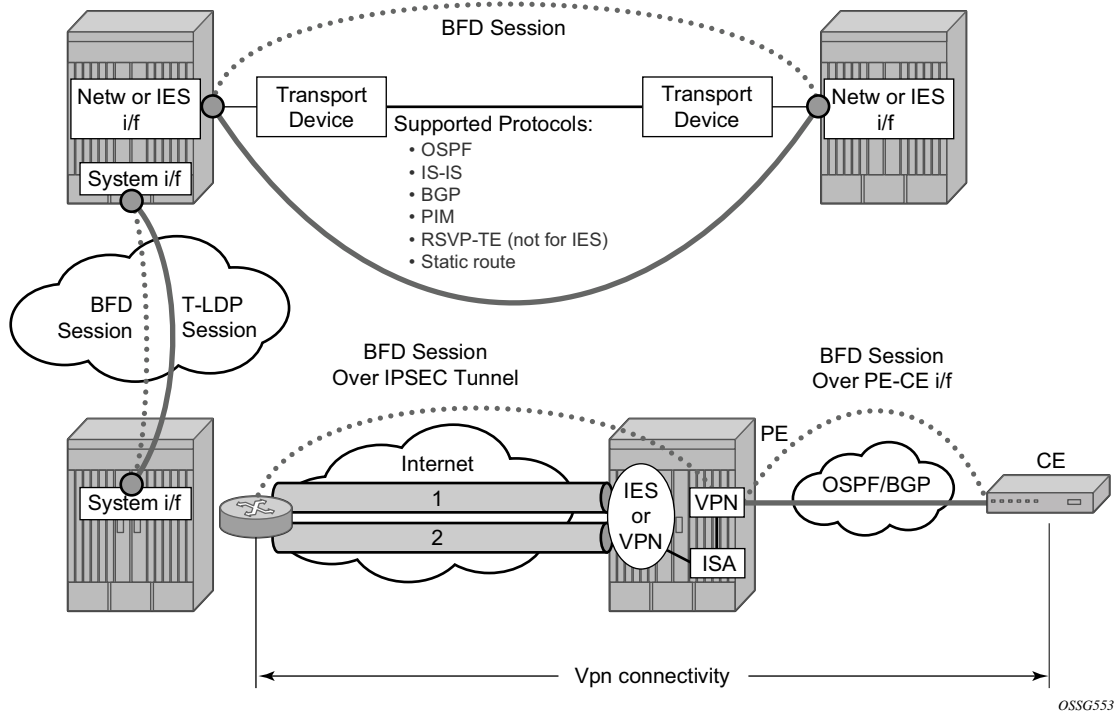 BFD Session
Netw or IES
i/f
Transport
Device
Transport
Device
Netw or IES
i/f
Supported Protocols:
• OSPF
• IS-IS
• BGP
• PIM
• RSVP-TE (not for IES)
• Static route
System i/f
BFD
Session
T-LDP
Session
BFD Session
Over IPSEC Tunnel
BFD Session
Over PE-CE i/f
System i/f
Internet
1
2
IES
or
VPN
VPN
ISA
PE
OSPF/BGP
CE
Vpn connectivity
OSSG553